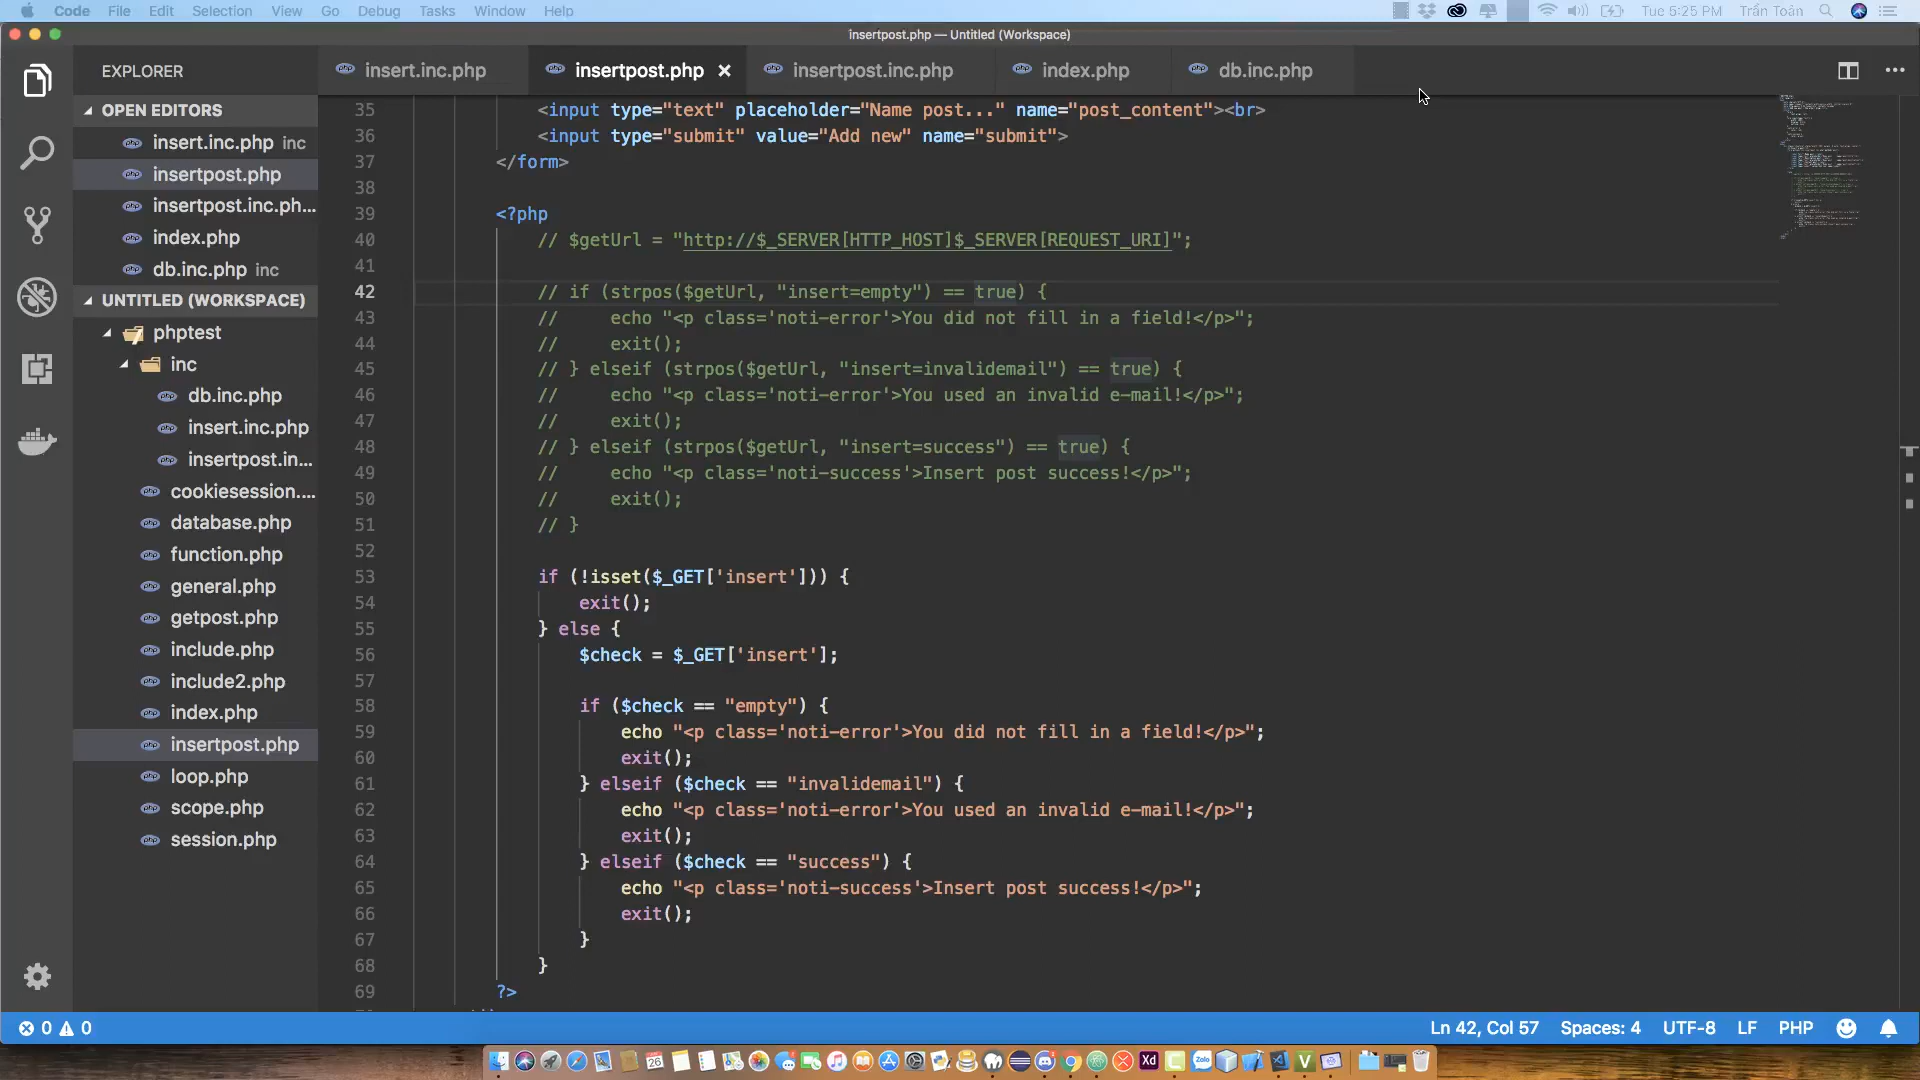 Code File Edit Selection View Go Debug Tasks Window Help Tue 5:25 PM Trần Toàn
insertpost.php — Untitled (Workspace)
EXPLORER
insert.inc.php insertpost.php insertpost.inc.php index.php db.inc.php
OPEN EDITORS
insert.inc.php inc
insertpost.php
insertpost.inc.ph...
index.php
db.inc.php inc
UNTITLED (WORKSPACE)
phptest
inc
db.inc.php
insert.inc.php
insertpost.in...
cookiesession....
database.php
function.php
general.php
getpost.php
include.php
include2.php
index.php
insertpost.php
loop.php
scope.php
session.php
35 <input type="text" placeholder="Name post..." name="post_content"><br>
36 <input type="submit" value="Add new" name="submit">
37 </form>
38
39 <?php
40 // $getUrl = "http://$_SERVER[HTTP_HOST]$_SERVER[REQUEST_URI]";
41
42 // if (strpos($getUrl, "insert=empty") == true) {
43 // echo "<p class='noti-error'>You did not fill in a field!</p>";
44 // exit();
45 // } elseif (strpos($getUrl, "insert=invalidemail") == true) {
46 // echo "<p class='noti-error'>You used an invalid e-mail!</p>";
47 // exit();
48 // } elseif (strpos($getUrl, "insert=success") == true) {
49 // echo "<p class='noti-success'>Insert post success!</p>";
50 // exit();
51 // }
52
53 if (!isset($_GET['insert'])) {
54 exit();
55 } else {
56 $check = $_GET['insert'];
57
58 if ($check == "empty") {
59 echo "<p class='noti-error'>You did not fill in a field!</p>";
60 exit();
61 } elseif ($check == "invalidemail") {
62 echo "<p class='noti-error'>You used an invalid e-mail!</p>";
63 exit();
64 } elseif ($check == "success") {
65 echo "<p class='noti-success'>Insert post success!</p>";
66 exit();
67 }
68 }
69 ?>
0 0 Ln 42, Col 57 Spaces: 4 UTF-8 LF PHP